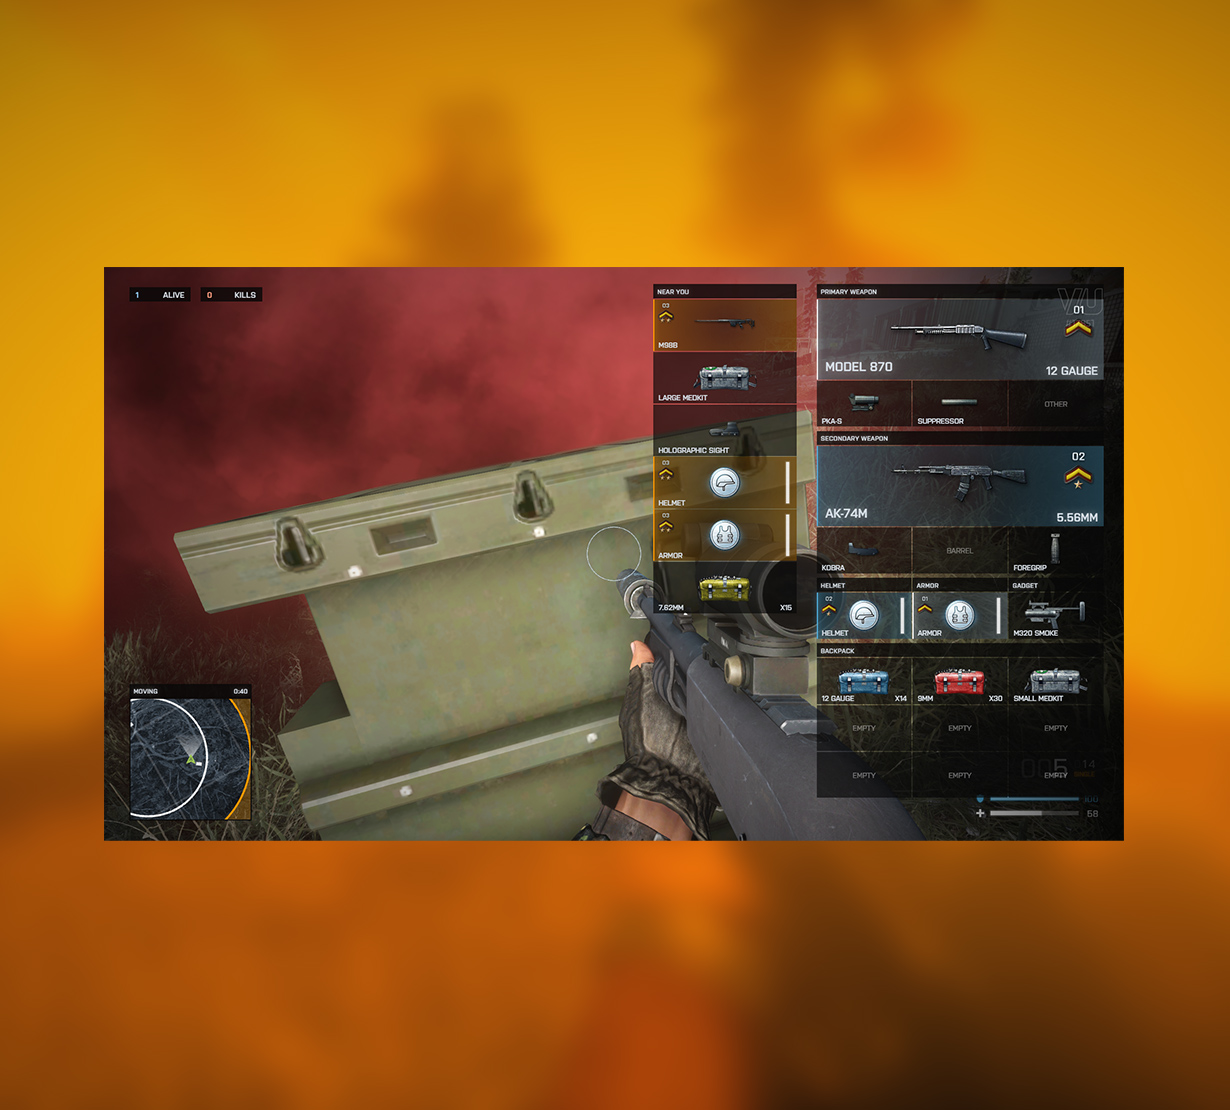 1 ALIVE 0 KILLS
NEAR YOU
03
M98B
LARGE MEDKIT
HOLOGRAPHIC SIGHT
03
HELMET
03
ARMOR
7.62MM X15
PRIMARY WEAPON
VU
01
MODEL 870 12 GAUGE
PKA-S SUPPRESSOR OTHER
SECONDARY WEAPON
02
AK-74M 5.56MM
KOBRA BARREL FOREGRIP
HELMET ARMOR GADGET
02 01
HELMET ARMOR M320 SMOKE
BACKPACK
12 GAUGE X14 9MM X30 SMALL MEDKIT
EMPTY EMPTY EMPTY
EMPTY EMPTY EMPTY
14
100
58
MOVING 0:40